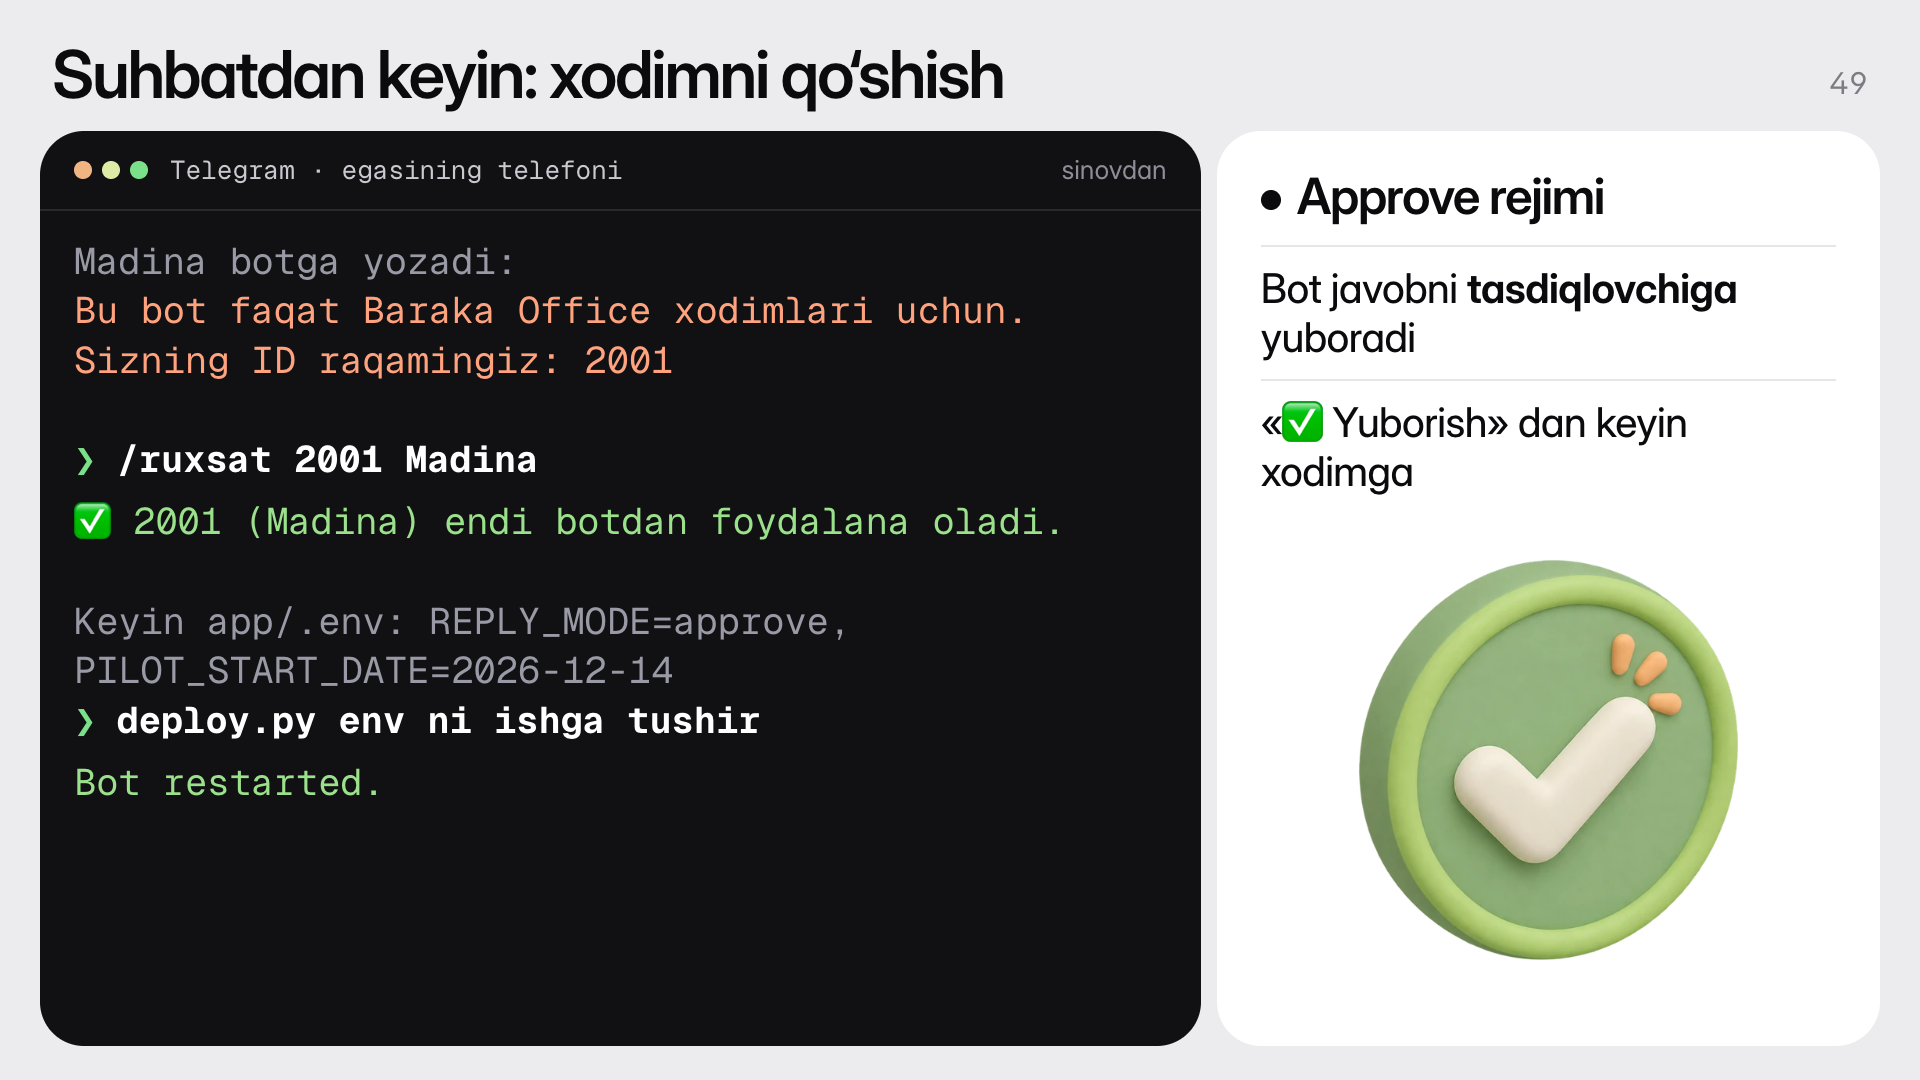 Suhbatdan keyin: xodimni qo‘shish
49
Telegram · egasining telefoni
sinovdan
Madina botga yozadi:
Bu bot faqat Baraka Office xodimlari uchun.
Sizning ID raqamingiz: 2001
❯ /ruxsat 2001 Madina
✅ 2001 (Madina) endi botdan foydalana oladi.
Keyin app/.env: REPLY_MODE=approve,
PILOT_START_DATE=2026-12-14
❯ deploy.py env ni ishga tushir
Bot restarted.
• Approve rejimi
Bot javobni tasdiqlovchiga
yuboradi
«✅ Yuborish» dan keyin
xodimga